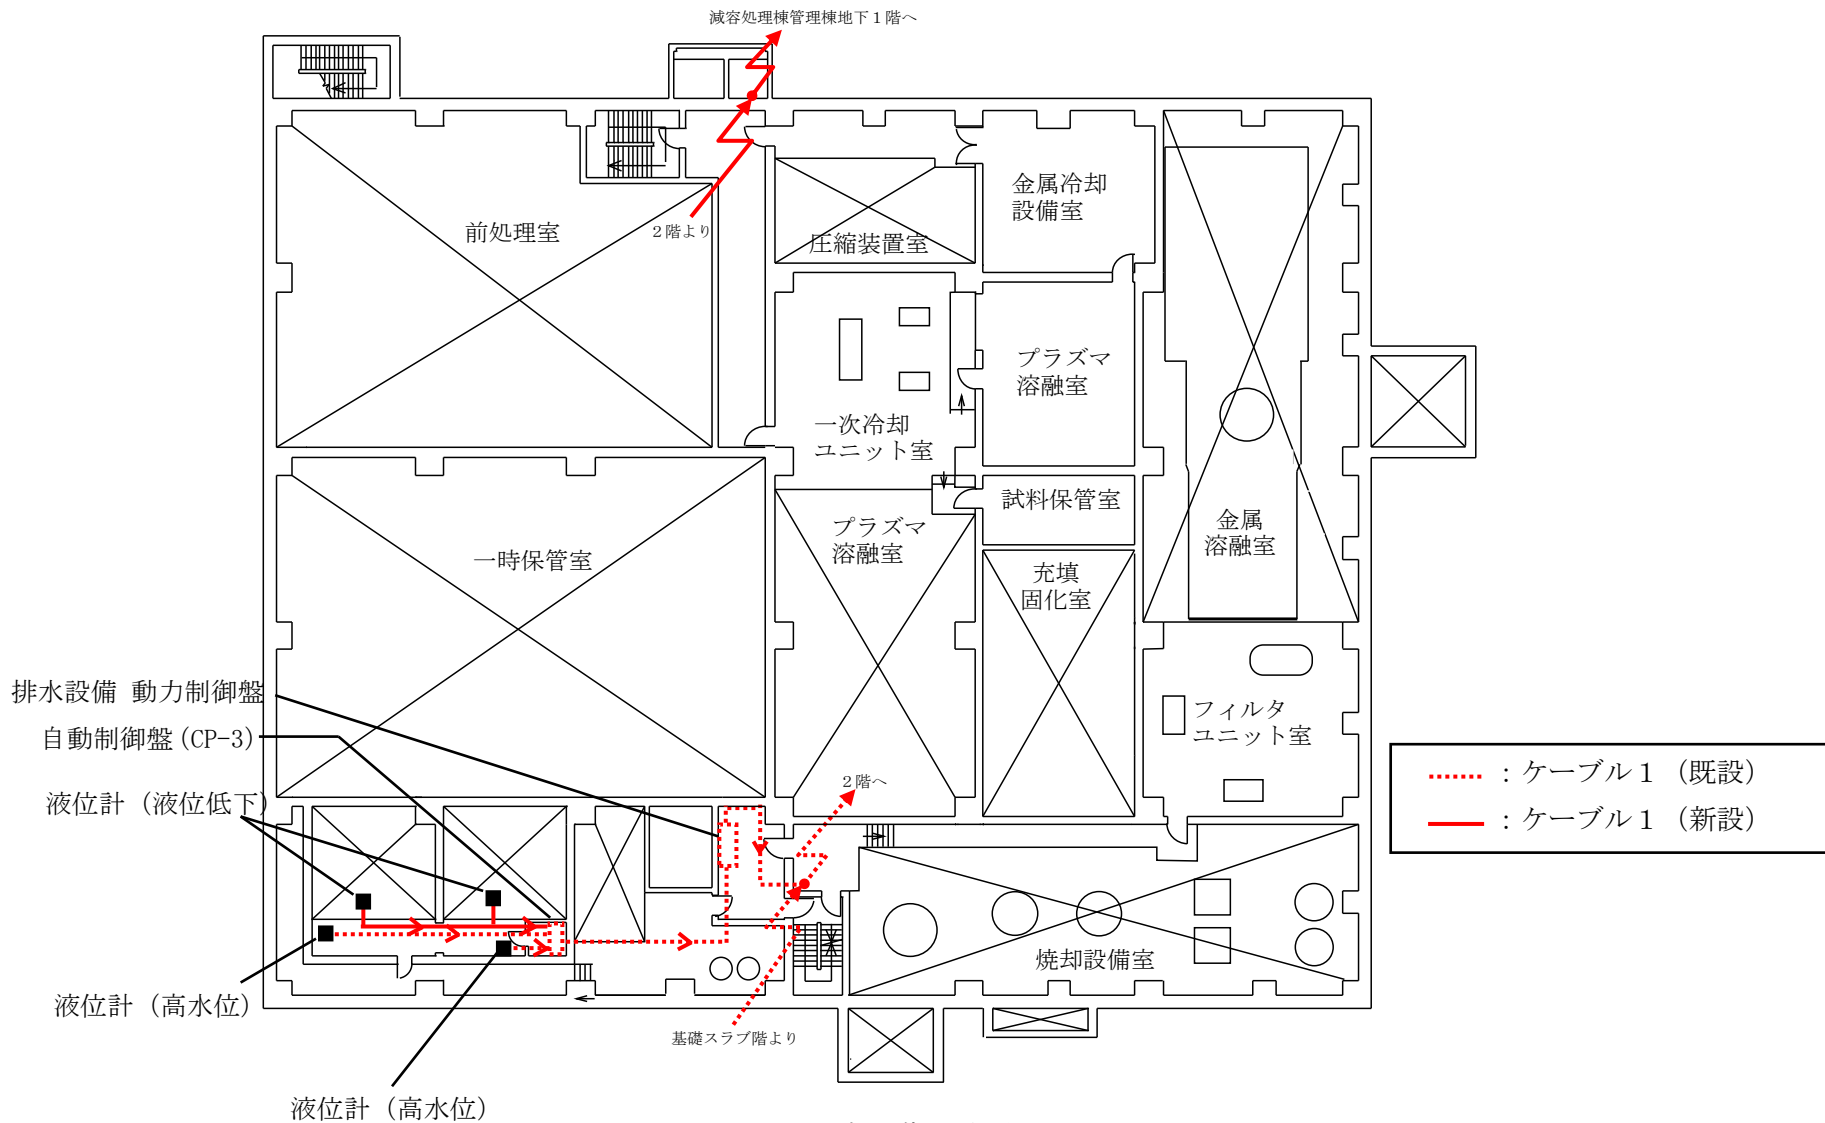 減容処理棟管理棟地下１階へ
２階より
前処理室
圧縮装置室
金属冷却
設備室
プラズマ
溶融室
一次冷却
ユニット室
試料保管室
金属
溶融室
プラズマ
溶融室
一時保管室
充填
固化室
排水設備 動力制御盤
自動制御盤(CP-3)
液位計（液位低下）
フィルタ
ユニット室
２階へ
：ケーブル１（既設）
：ケーブル１（新設）
焼却設備室
液位計（高水位）
基礎スラブ階より
液位計（高水位）